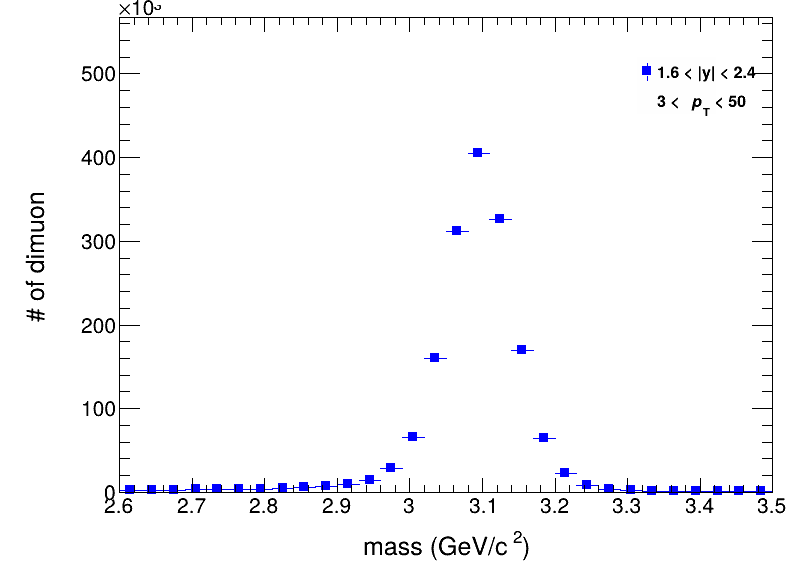 500
400
300
200
100
0
# of dimuon
1.6 < |y| < 2.4
3 < p_T < 50
2.6 2.7 2.8 2.9 3 3.1 3.2 3.3 3.4 3.5
mass (GeV/c²)